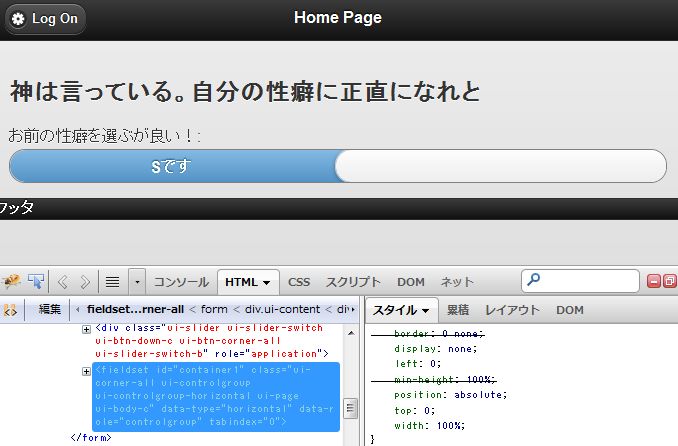 Log On
Home Page
神は言っている。自分の性癖に正直になれと
お前の性癖を選ぶが良い！:
Sです
フッタ
コンソール HTML CSS スクリプト DOM ネット
編集 fieldset...rner-all < form < div.ui-content < div
スタイル 累積 レイアウト DOM
<div class="ui-slider ui-slider-switch
ui-btn-down-c ui-btn-corner-all
ui-slider-switch-b" role="application">
<fieldset id="container1" class="ui-
corner-all ui-controlgroup
ui-controlgroup-horizontal ui-page
ui-body-c" data-type="horizontal" data-r
role="controlgroup" tabindex="0">
</form>
border: 0 none;
display: none;
left: 0;
min-height: 100%;
position: absolute;
top: 0;
width: 100%;
}